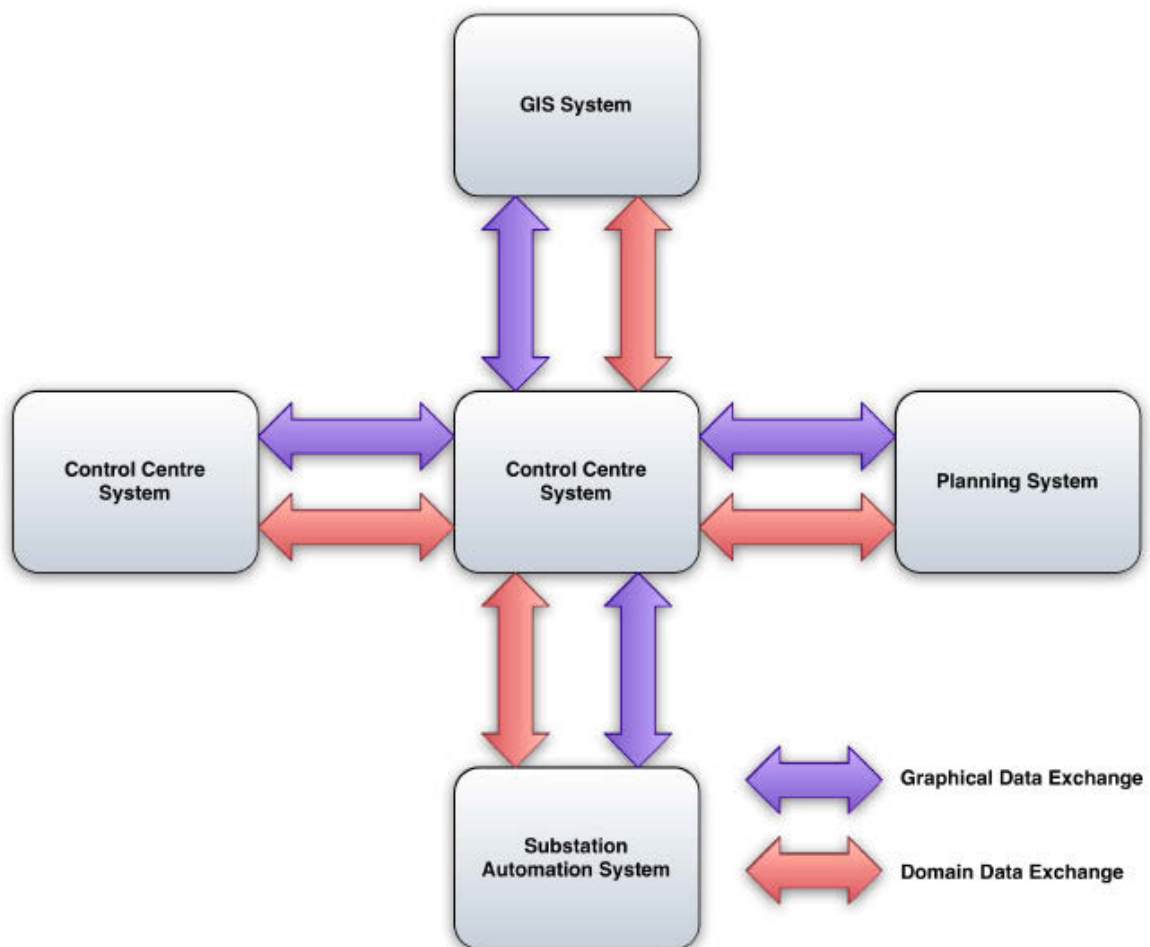 GIS System
Control Centre
System
Control Centre
System
Planning System
Substation
Automation System
Graphical Data Exchange
Domain Data Exchange